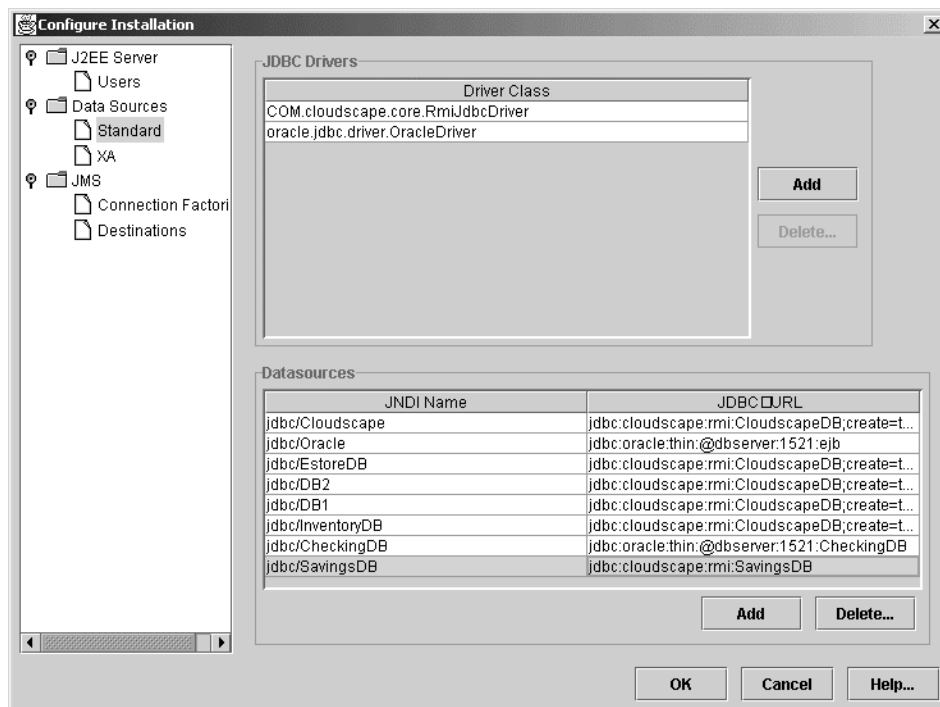 Configure Installation
J2EE Server
Users
Data Sources
Standard
XA
JMS
Connection Factori
Destinations
JDBC Drivers
Driver Class
COM.cloudscape.core.RmiJdbcDriver
oracle.jdbc.driver.OracleDriver
Add
Delete...
Datasources
JNDI Name JDBC□URL
jdbc/Cloudscape jdbc:cloudscape:rmi:CloudscapeDB;create=t...
jdbc/Oracle jdbc:oracle:thin:@dbserver:1521:ejb
jdbc/EstoreDB jdbc:cloudscape:rmi:CloudscapeDB;create=t...
jdbc/DB2 jdbc:cloudscape:rmi:CloudscapeDB;create=t...
jdbc/DB1 jdbc:cloudscape:rmi:CloudscapeDB;create=t...
jdbc/InventoryDB jdbc:cloudscape:rmi:CloudscapeDB;create=t...
jdbc/CheckingDB jdbc:oracle:thin:@dbserver:1521:CheckingDB
jdbc/SavingsDB jdbc:cloudscape:rmi:SavingsDB
Add Delete...
OK Cancel Help...